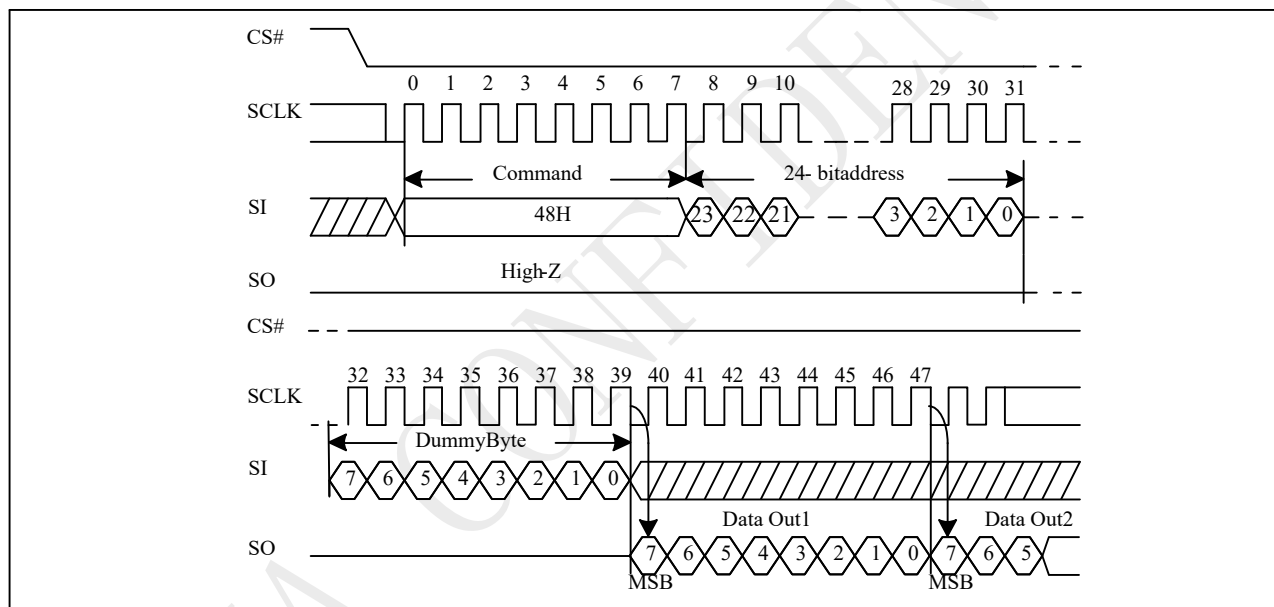 CS#
0 1 2 3 4 5 6 7 8 9 10 28 29 30 31
SCLK
Command 24- bitaddress
SI 48H 23 22 21 3 2 1 0
High-Z
SO
CS#
32 33 34 35 36 37 38 39 40 41 42 43 44 45 46 47
SCLK
DummyByte
SI 7 6 5 4 3 2 1 0
Data Out1 Data Out2
SO 7 6 5 4 3 2 1 0 7 6 5
MSB MSB